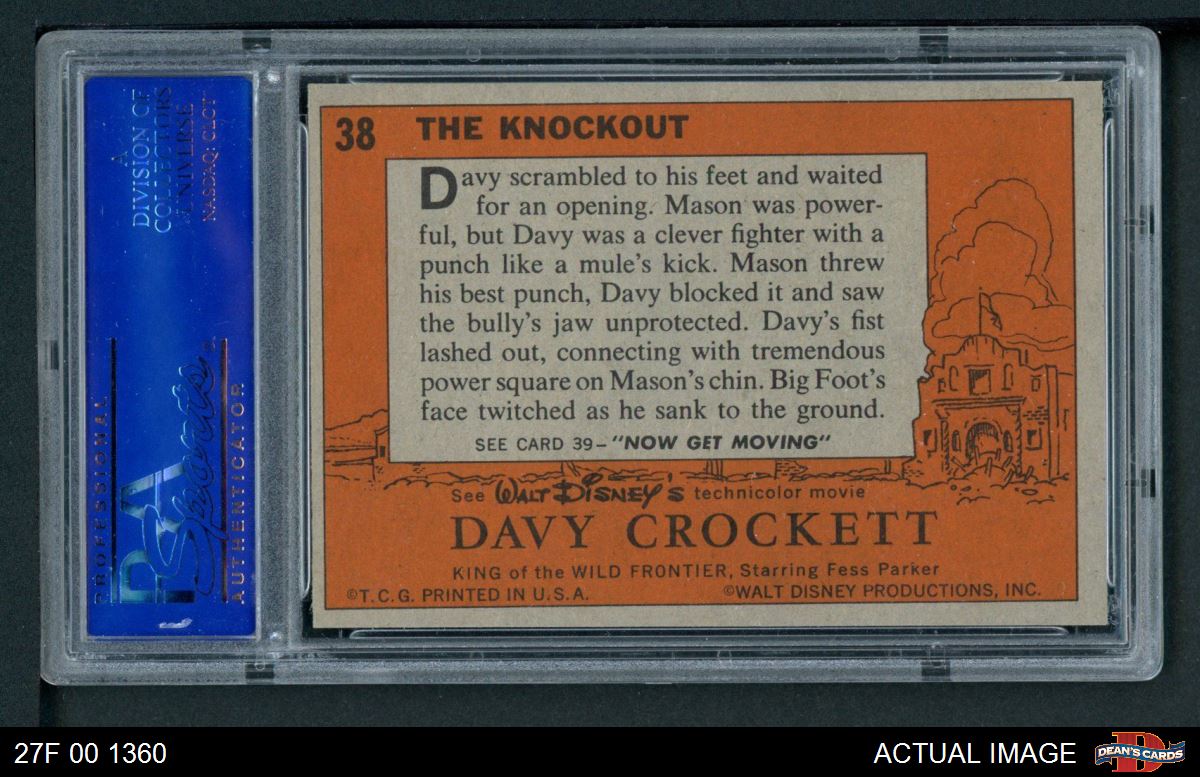 A
DIVISION OF
COLLECTORS
UNIVERSE
NASDAQ: CLCT
PROFESSIONAL
PSA
AUTHENTICATOR
38 THE KNOCKOUT
Davy scrambled to his feet and waited
for an opening. Mason was power-
ful, but Davy was a clever fighter with a
punch like a mule's kick. Mason threw
his best punch, Davy blocked it and saw
the bully's jaw unprotected. Davy's fist
lashed out, connecting with tremendous
power square on Mason's chin. Big Foot's
face twitched as he sank to the ground.
SEE CARD 39–"NOW GET MOVING"
See WALT DISNEY'S technicolor movie
DAVY CROCKETT
KING of the WILD FRONTIER, Starring Fess Parker
©T.C.G. PRINTED IN U.S.A. ©WALT DISNEY PRODUCTIONS, INC.
27F 00 1360 ACTUAL IMAGE DEAN'S CARDS